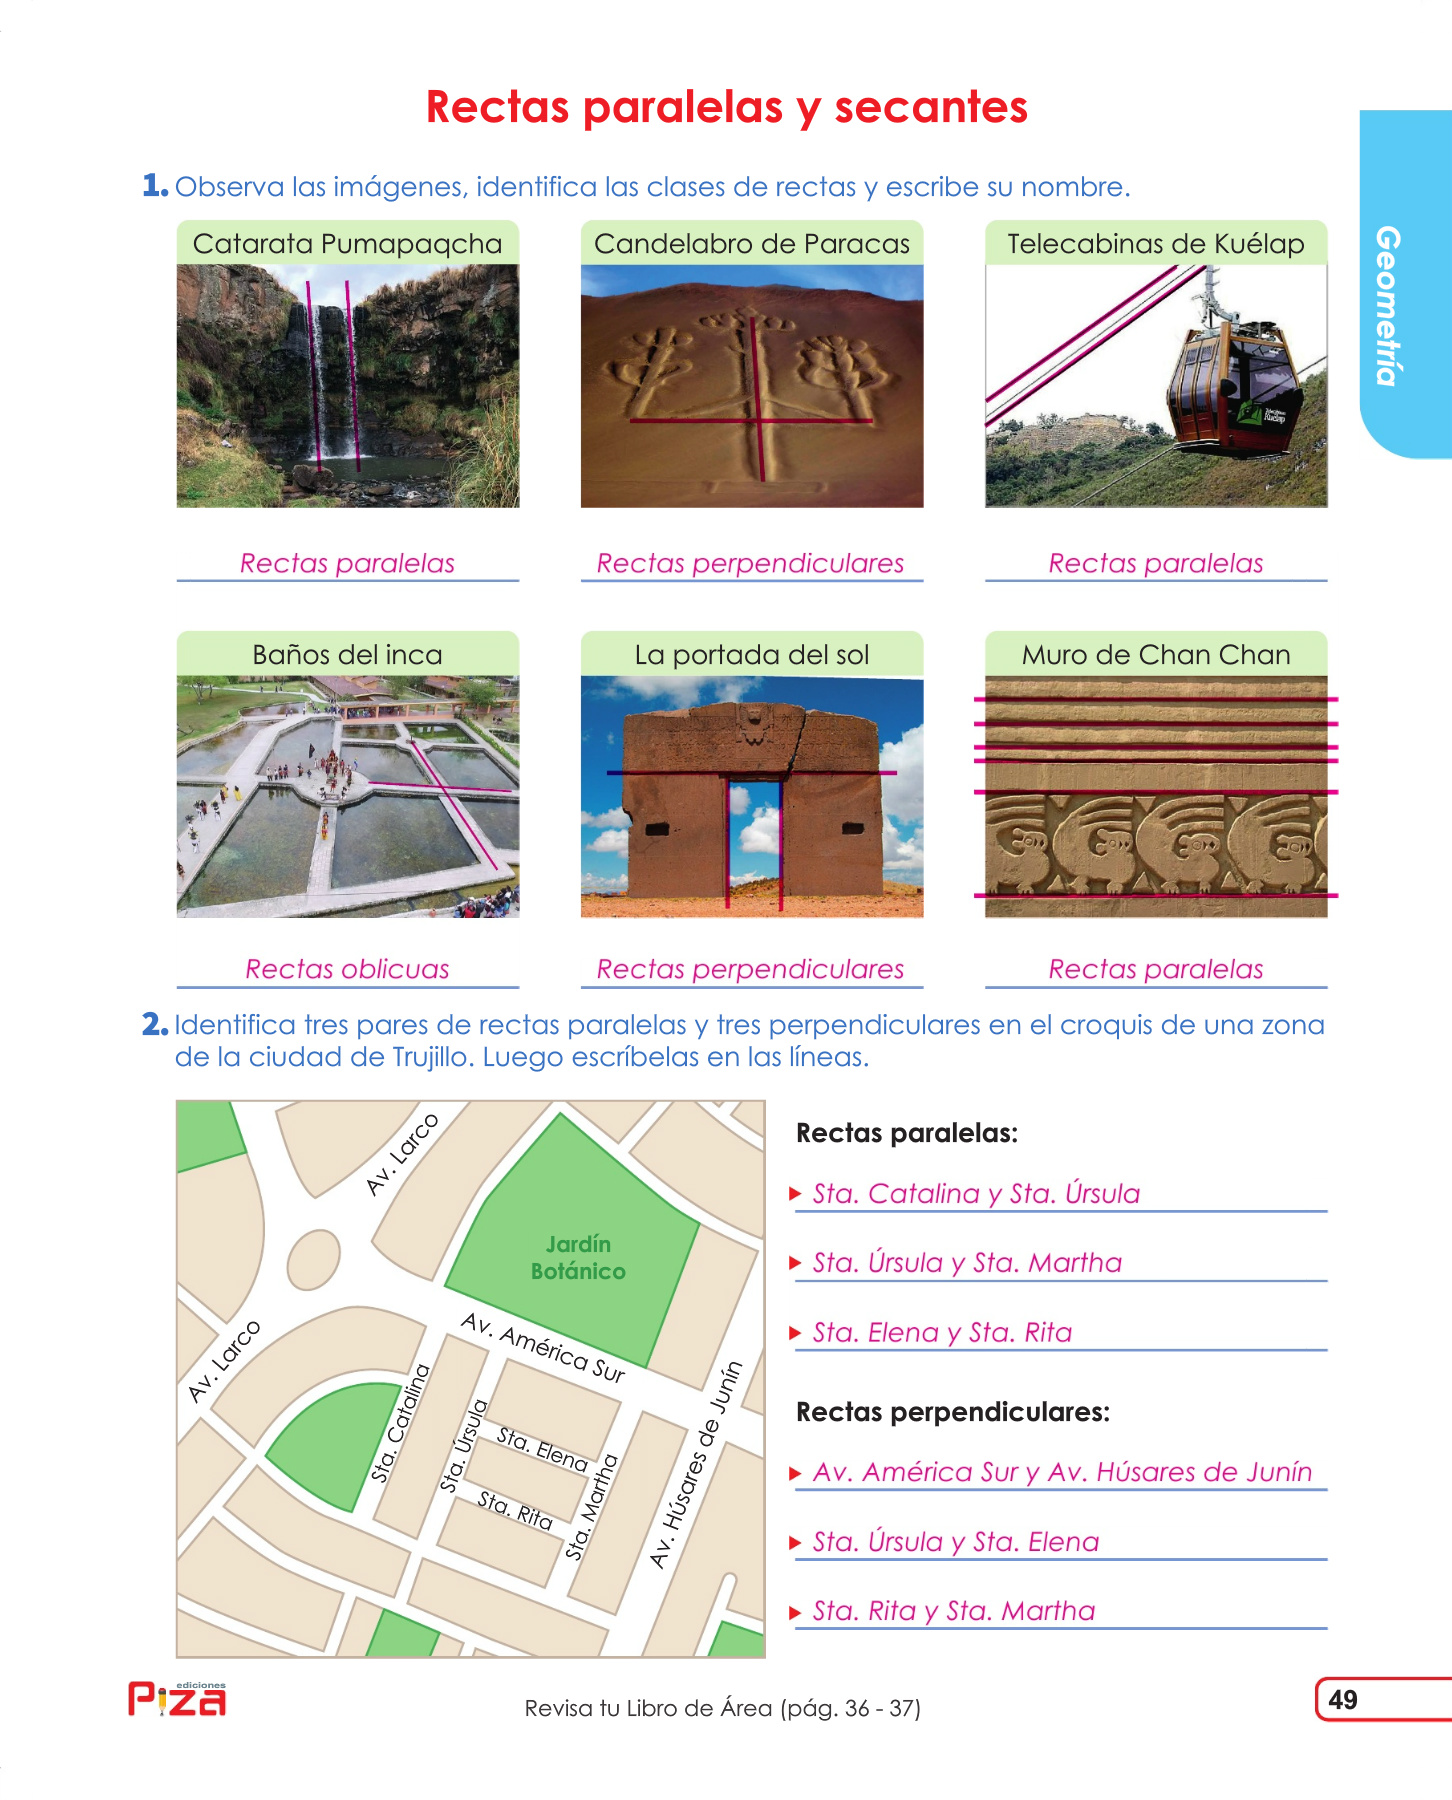 Rectas paralelas y secantes
Geometría
1. Observa las imágenes, identifica las clases de rectas y escribe su nombre.
Catarata Pumapaqcha
Candelabro de Paracas
Telecabinas de Kuélap
Kuelap
Rectas paralelas
Rectas perpendiculares
Rectas paralelas
Baños del inca
La portada del sol
Muro de Chan Chan
Rectas oblicuas
Rectas perpendiculares
Rectas paralelas
2. Identifica tres pares de rectas paralelas y tres perpendiculares en el croquis de una zona
de la ciudad de Trujillo. Luego escríbelas en las líneas.
Av. Larco
Jardín
Botánico
Av. Larco
Av. América Sur
Sta. Catalina
Sta. Úrsula
Sta. Elena
Sta. Rita
Sta. Martha
Av. Húsares de Junín
Rectas paralelas:
Sta. Catalina y Sta. Úrsula
Sta. Úrsula y Sta. Martha
Sta. Elena y Sta. Rita
Rectas perpendiculares:
Av. América Sur y Av. Húsares de Junín
Sta. Úrsula y Sta. Elena
Sta. Rita y Sta. Martha
ediciones
Piza
Revisa tu Libro de Área (pág. 36 - 37)
49